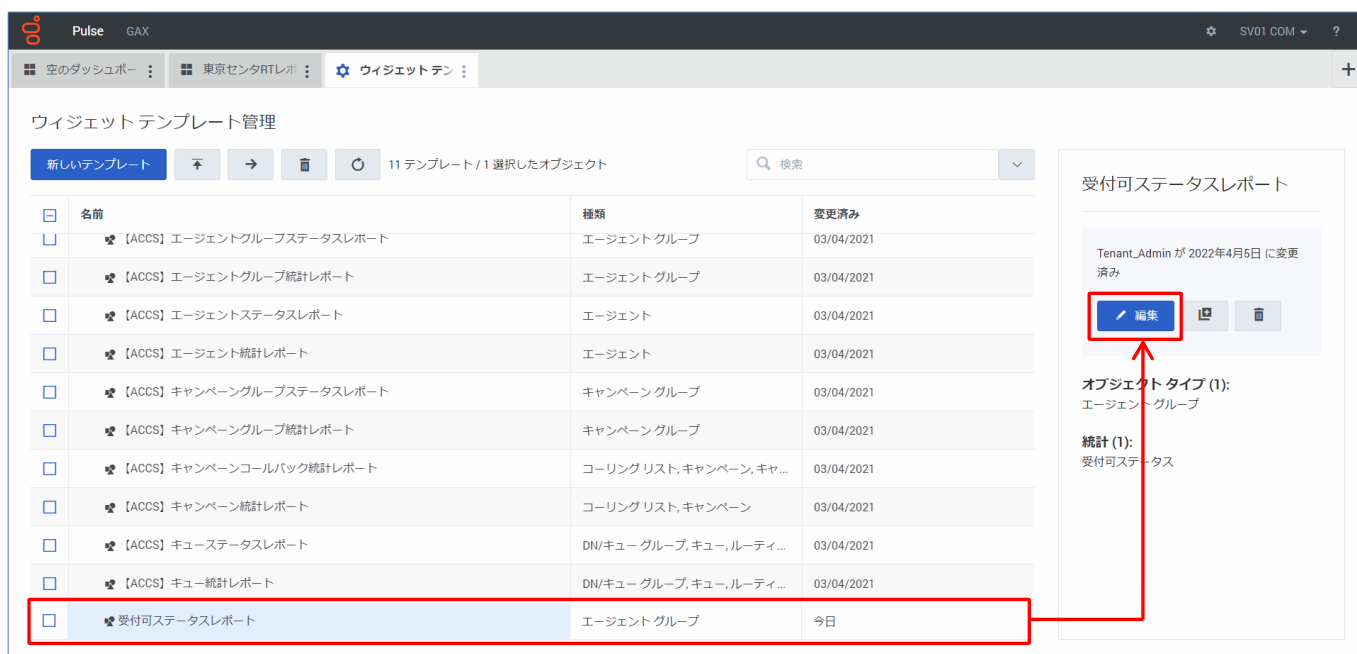 Pulse GAX SV01 COM ?
空のダッシュボー 東京センタRTレポ ウィジェット テン +
ウィジェット テンプレート管理
新しいテンプレート 11 テンプレート / 1 選択したオブジェクト 検索
名前 種類 変更済み
【ACCS】エージェントグループステータスレポート エージェント グループ 03/04/2021
【ACCS】エージェントグループ統計レポート エージェント グループ 03/04/2021
【ACCS】エージェントステータスレポート エージェント 03/04/2021
【ACCS】エージェント統計レポート エージェント 03/04/2021
【ACCS】キャンペーングループステータスレポート キャンペーン グループ 03/04/2021
【ACCS】キャンペーングループ統計レポート キャンペーン グループ 03/04/2021
【ACCS】キャンペーンコールバック統計レポート コーリング リスト, キャンペーン, キャ... 03/04/2021
【ACCS】キャンペーン統計レポート コーリング リスト, キャンペーン 03/04/2021
【ACCS】キューステータスレポート DN/キュー グループ, キュー, ルーティ... 03/04/2021
【ACCS】キュー統計レポート DN/キュー グループ, キュー, ルーティ... 03/04/2021
受付可ステータスレポート エージェント グループ 今日
受付可ステータスレポート
Tenant_Admin が 2022年4月5日 に変更
済み
編集
オブジェクト タイプ (1):
エージェント グループ
統計 (1):
受付可ステータス